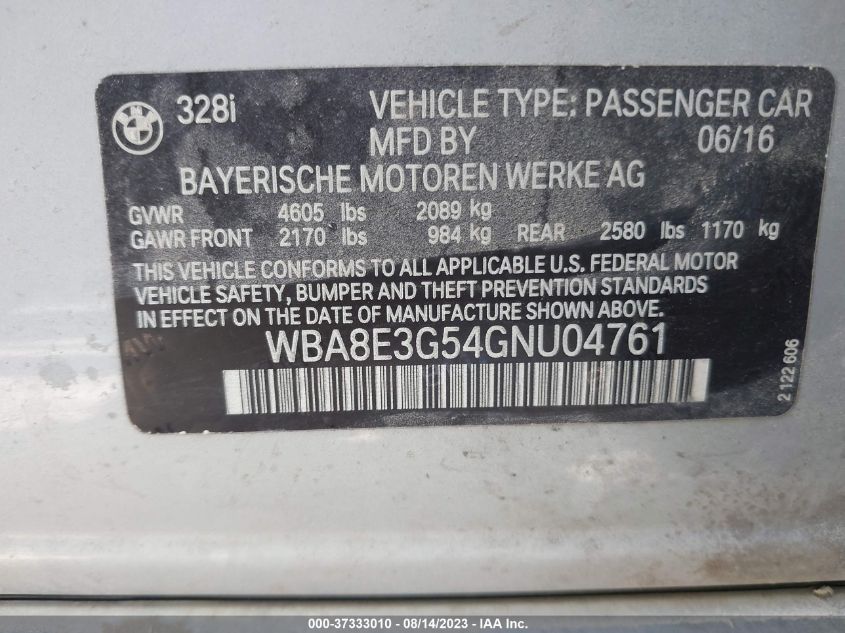 BMW
328i VEHICLE TYPE: PASSENGER CAR
MFD BY 06/16
BAYERISCHE MOTOREN WERKE AG
GVWR 4605 lbs 2089 kg
GAWR FRONT 2170 lbs 984 kg REAR 2580 lbs 1170 kg
THIS VEHICLE CONFORMS TO ALL APPLICABLE U.S. FEDERAL MOTOR
VEHICLE SAFETY, BUMPER AND THEFT PREVENTION STANDARDS
IN EFFECT ON THE DATE OF MANUFACTURE SHOWN ABOVE.
WBA8E3G54GNU04761
2 122 606
000-37333010 - 08/14/2023 - IAA Inc.